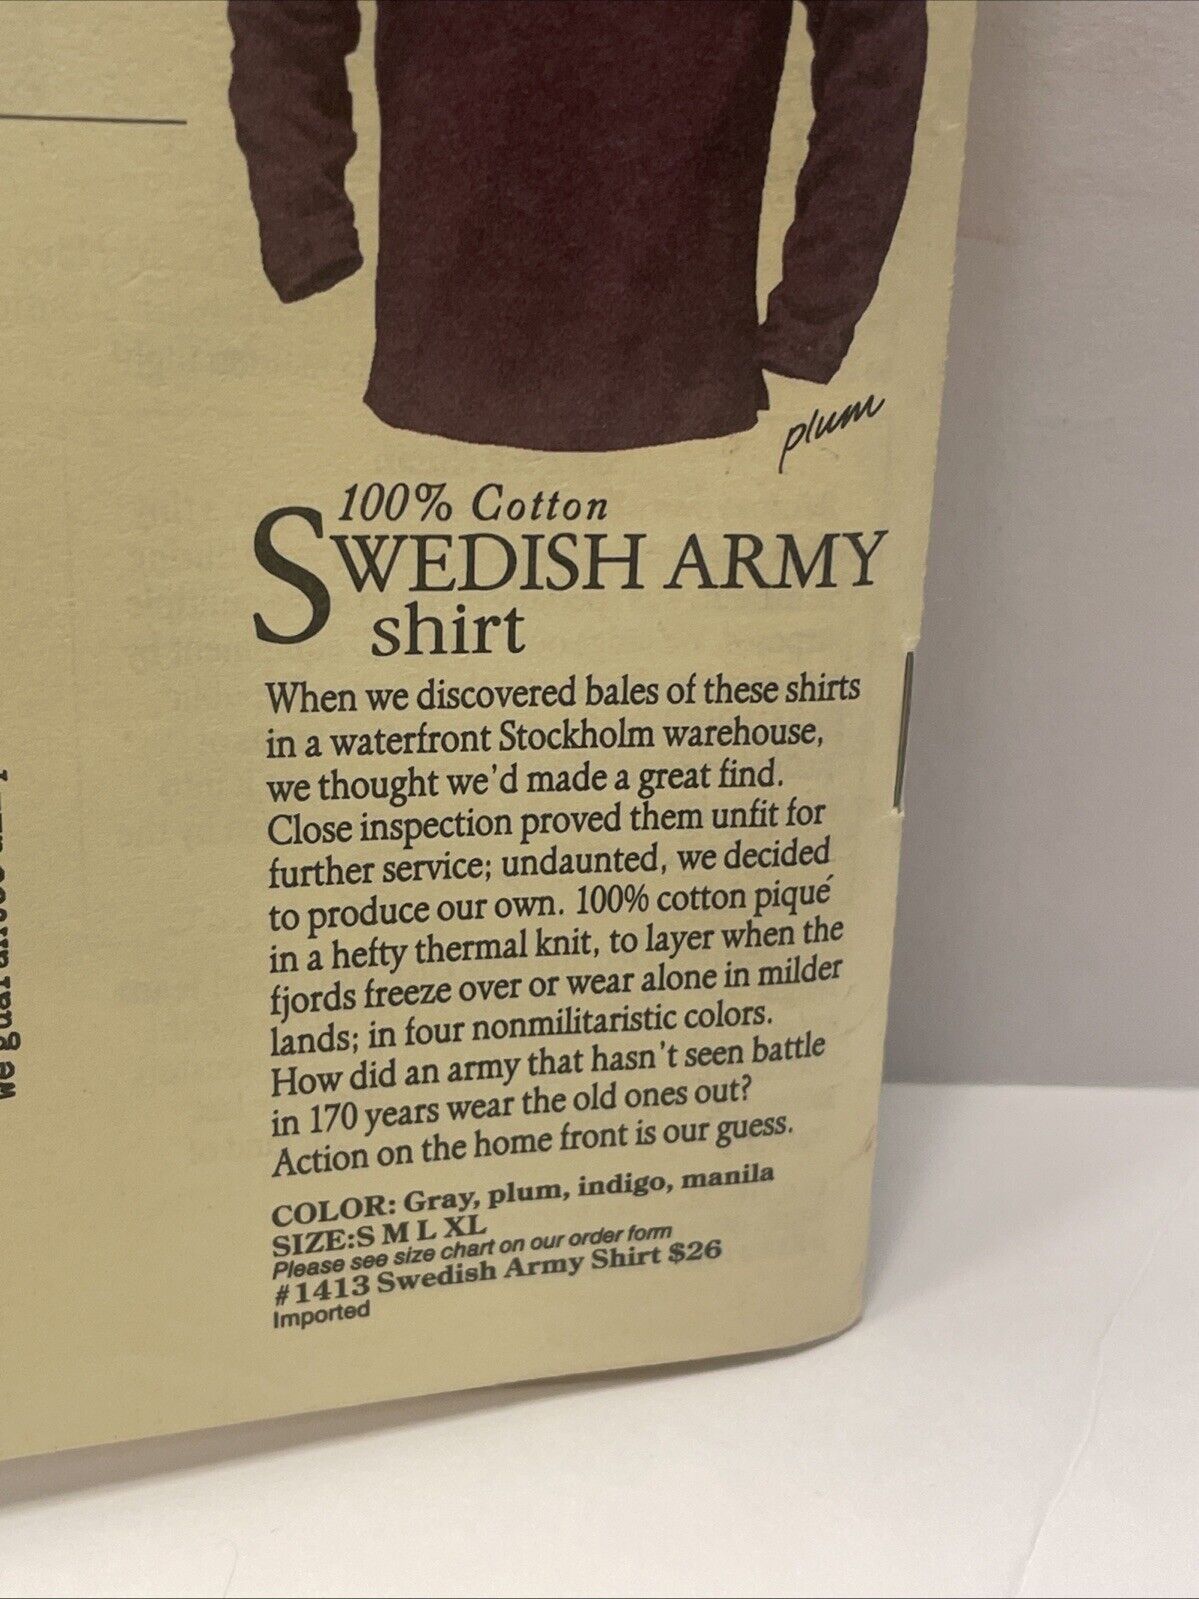 plum
100% Cotton
SWEDISH ARMY
shirt
When we discovered bales of these shirts
in a waterfront Stockholm warehouse,
we thought we'd made a great find.
Close inspection proved them unfit for
further service; undaunted, we decided
to produce our own. 100% cotton piqué
in a hefty thermal knit, to layer when the
fjords freeze over or wear alone in milder
lands; in four nonmilitaristic colors.
How did an army that hasn't seen battle
in 170 years wear the old ones out?
Action on the home front is our guess.
COLOR: Gray, plum, indigo, manila
SIZE:S M L XL
Please see size chart on our order form
#1413 Swedish Army Shirt $26
Imported
we guarantee